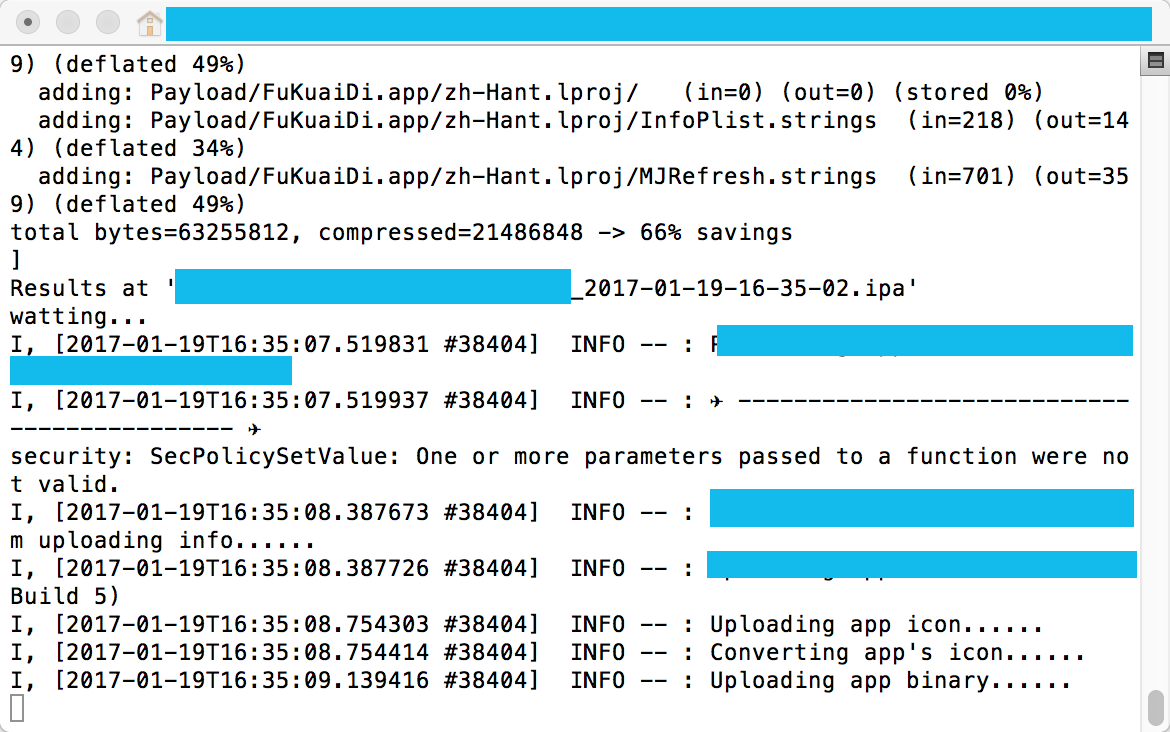 9) (deflated 49%)
  adding: Payload/FuKuaiDi.app/zh-Hant.lproj/   (in=0) (out=0) (stored 0%)
  adding: Payload/FuKuaiDi.app/zh-Hant.lproj/InfoPlist.strings  (in=218) (out=14
4) (deflated 34%)
  adding: Payload/FuKuaiDi.app/zh-Hant.lproj/MJRefresh.strings  (in=701) (out=35
9) (deflated 49%)
total bytes=63255812, compressed=21486848 -> 66% savings
]
Results at '_2017-01-19-16-35-02.ipa'
watting...
I, [2017-01-19T16:35:07.519831 #38404]  INFO -- :
I, [2017-01-19T16:35:07.519937 #38404]  INFO -- : ✈ ----------------------------
---------------- ✈
security: SecPolicySetValue: One or more parameters passed to a function were no
t valid.
I, [2017-01-19T16:35:08.387673 #38404]  INFO -- :
m uploading info......
I, [2017-01-19T16:35:08.387726 #38404]  INFO -- :
Build 5)
I, [2017-01-19T16:35:08.754303 #38404]  INFO -- : Uploading app icon......
I, [2017-01-19T16:35:08.754414 #38404]  INFO -- : Converting app's icon......
I, [2017-01-19T16:35:09.139416 #38404]  INFO -- : Uploading app binary......